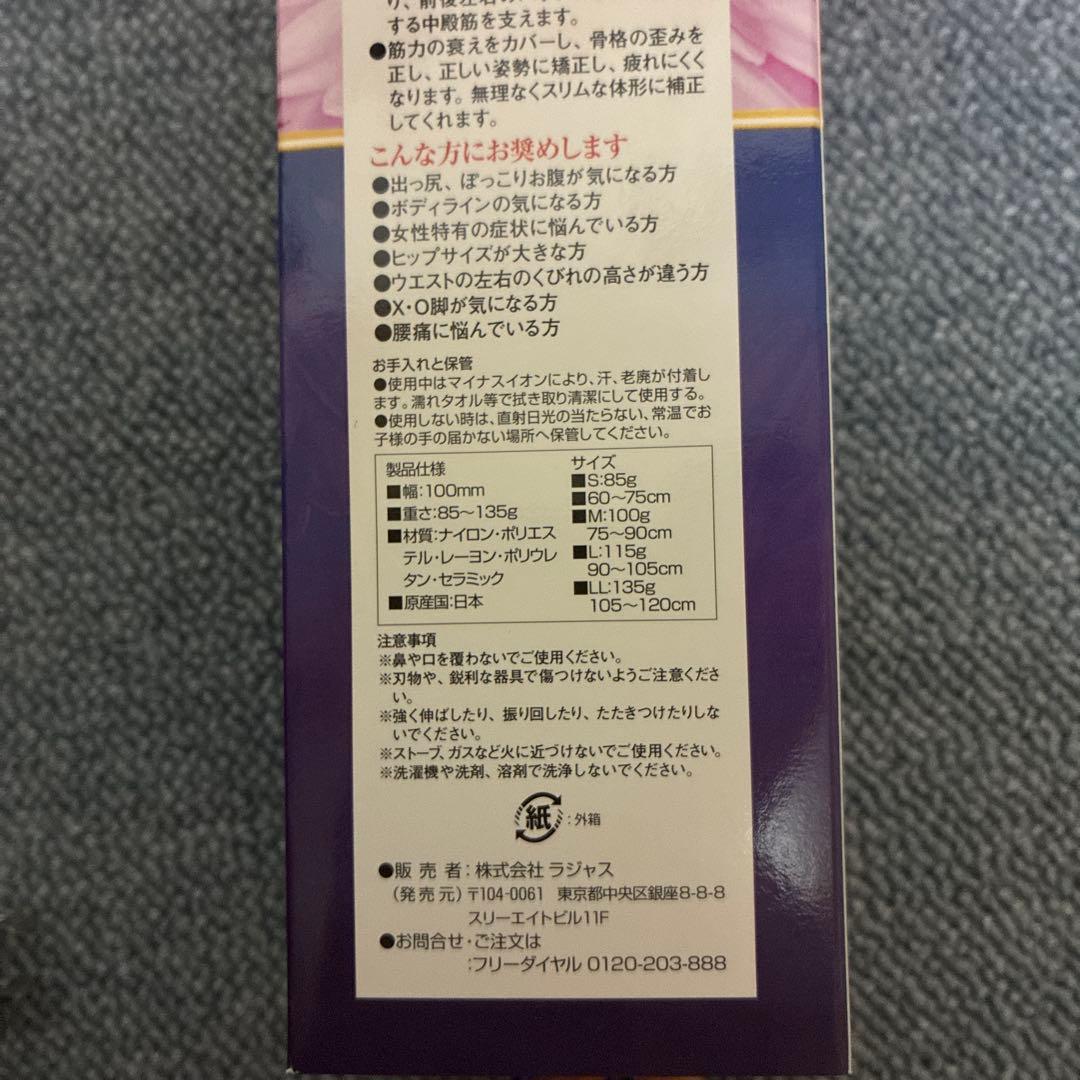 する中殿筋を支えます。
●筋力の衰えをカバーし、骨格の歪みを
正し、正しい姿勢に矯正し、疲れにくく
なります。無理なくスリムな体形に補正
してくれます。
こんな方にお奨めします
●出っ尻、ぽっこりお腹が気になる方
●ボディラインの気になる方
●女性特有の症状に悩んでいる方
●ヒップサイズが大きな方
●ウエストの左右のくびれの高さが違う方
●X・O脚が気になる方
●腰痛に悩んでいる方
お手入れと保管
●使用中はマイナスイオンにより、汗、老廃が付着し
ます。濡れタオル等で拭き取り清潔にして使用する。
●使用しない時は、直射日光の当たらない、常温でお
子様の手の届かない場所へ保管してください。
製品仕様
■幅:100mm
■重さ:85〜135g
■材質:ナイロン・ポリエス
テル・レーヨン・ポリウレ
タン・セラミック
■原産国:日本
サイズ
■S:85g
■60〜75cm
■M:100g
75〜90cm
■L:115g
90〜105cm
■LL:135g
105〜120cm
注意事項
※鼻や口を覆わないでご使用ください。
※刃物や、鋭利な器具で傷つけないようご注意くださ
い。
※強く伸ばしたり、振り回したり、たたきつけたりしな
いでください。
※ストーブ、ガスなど火に近づけないでご使用ください。
※洗濯機や洗剤、溶剤で洗浄しないでください。
紙:外箱
●販売者:株式会社 ラジャス
(発売元)〒104-0061 東京都中央区銀座8-8-8
スリーエイトビル11F
●お問合せ・ご注文は
:フリーダイヤル 0120-203-888